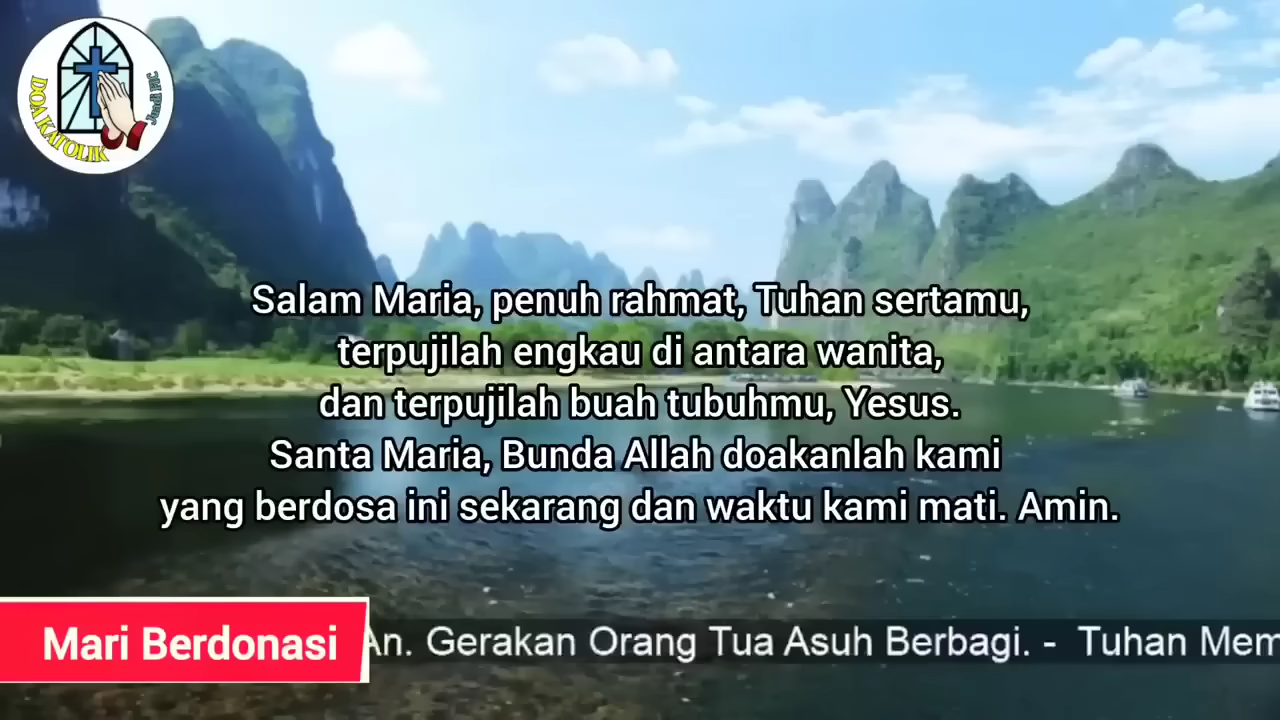 DOA KATOLIK
Salam Maria, penuh rahmat, Tuhan sertamu,
terpujilah engkau di antara wanita,
dan terpujilah buah tubuhmu, Yesus.
Santa Maria, Bunda Allah doakanlah kami
yang berdosa ini sekarang dan waktu kami mati. Amin.
Mari Berdonasi
An. Gerakan Orang Tua Asuh Berbagi. - Tuhan Mem